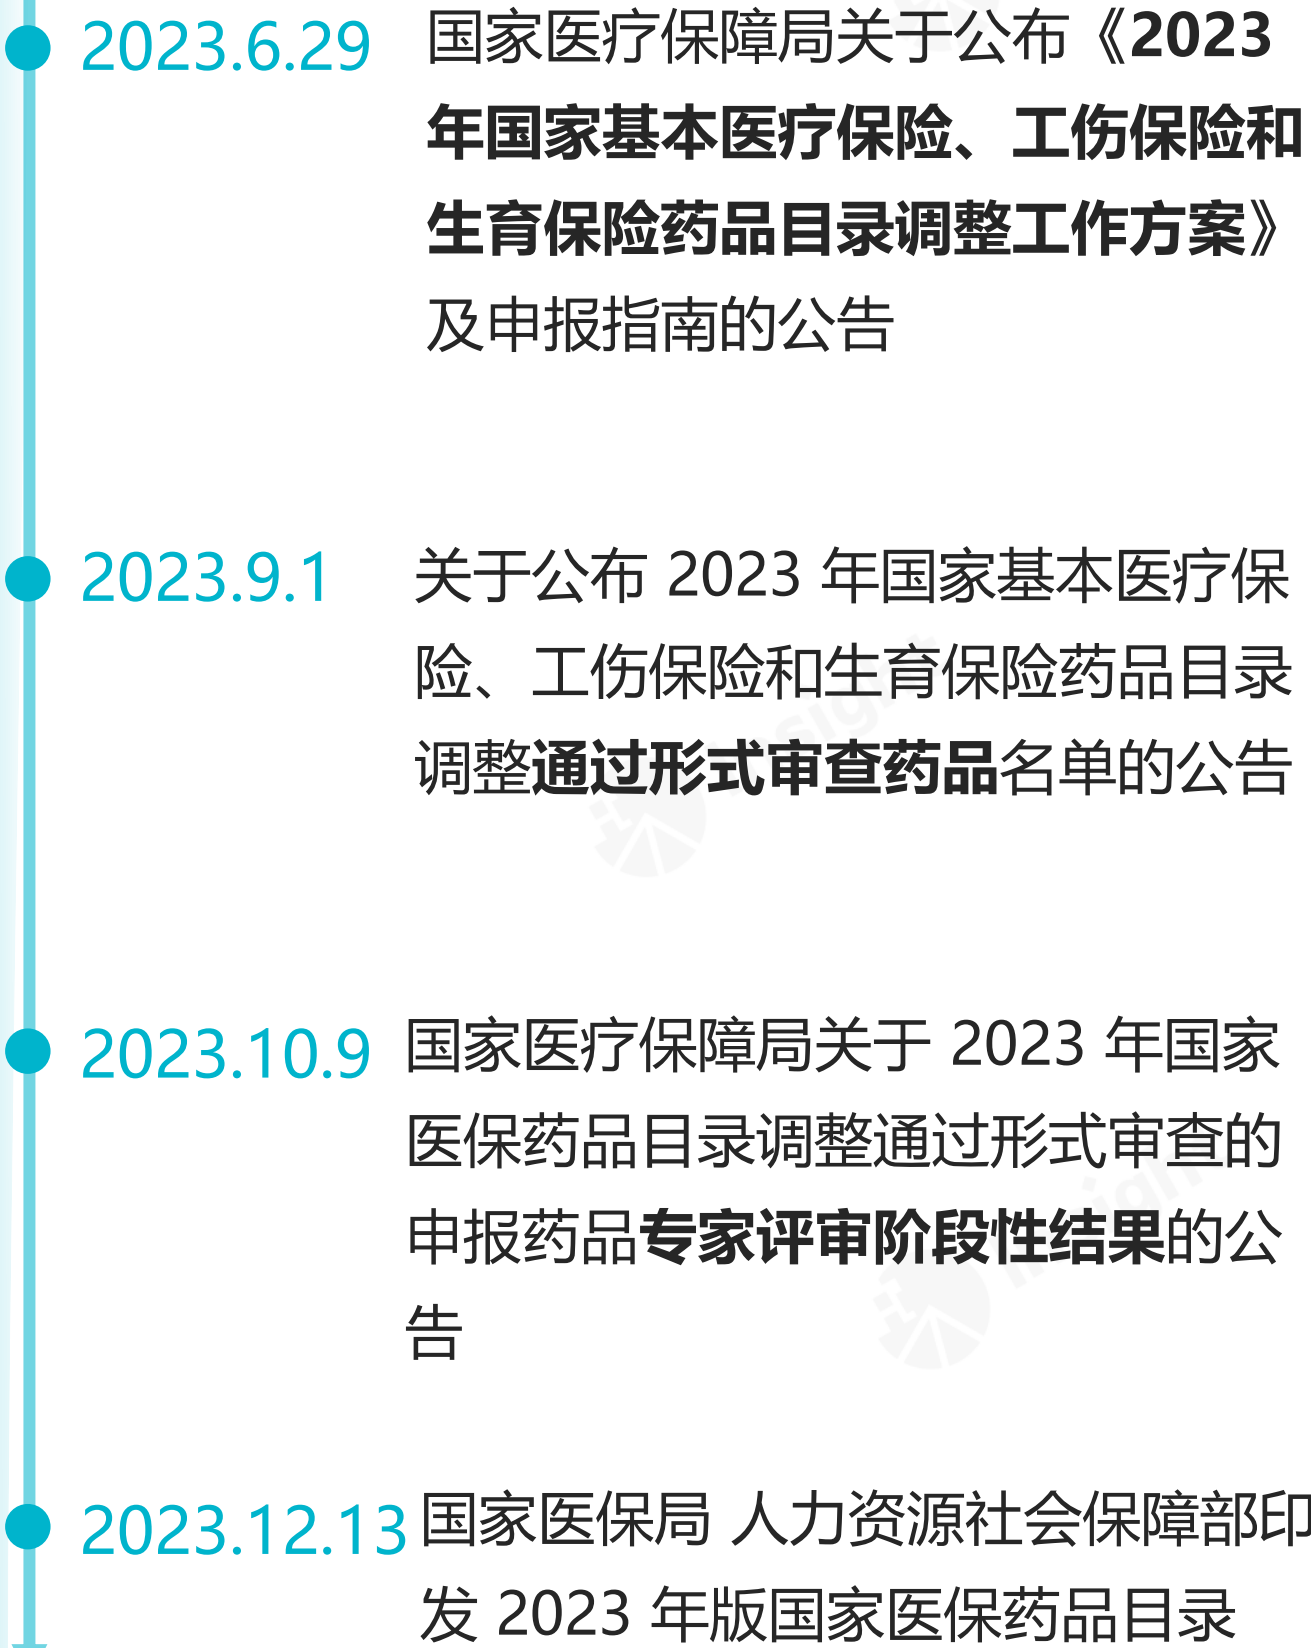 2023.6.29
国家医疗保障局关于公布《2023
年国家基本医疗保险、工伤保险和
生育保险药品目录调整工作方案》
及申报指南的公告
2023.9.1
关于公布 2023 年国家基本医疗保
险、工伤保险和生育保险药品目录
调整通过形式审查药品名单的公告
2023.10.9
国家医疗保障局关于 2023 年国家
医保药品目录调整通过形式审查的
申报药品专家评审阶段性结果的公
告
2023.12.13
国家医保局 人力资源社会保障部印
发 2023 年版国家医保药品目录